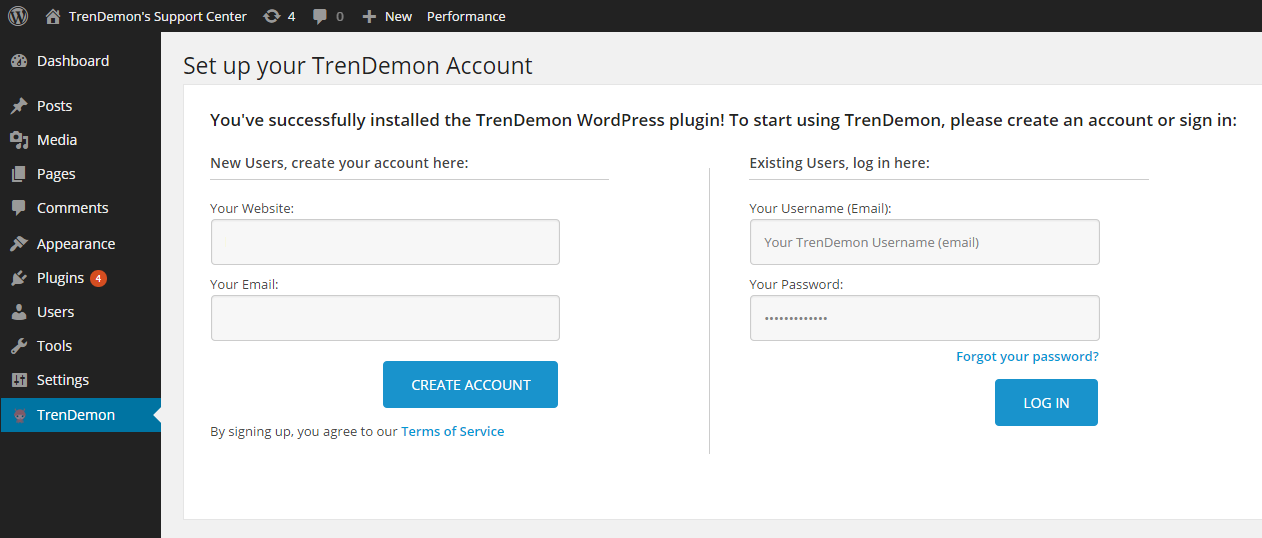 TrenDemon's Support Center 4 0 New Performance
Dashboard
Posts
Media
Pages
Comments
Appearance
Plugins 4
Users
Tools
Settings
TrenDemon
Set up your TrenDemon Account
You've successfully installed the TrenDemon WordPress plugin! To start using TrenDemon, please create an account or sign in:
New Users, create your account here:
Your Website:
Your Email:
CREATE ACCOUNT
By signing up, you agree to our Terms of Service
Existing Users, log in here:
Your Username (Email):
Your TrenDemon Username (email)
Your Password:
•••••••••••••
Forgot your password?
LOG IN